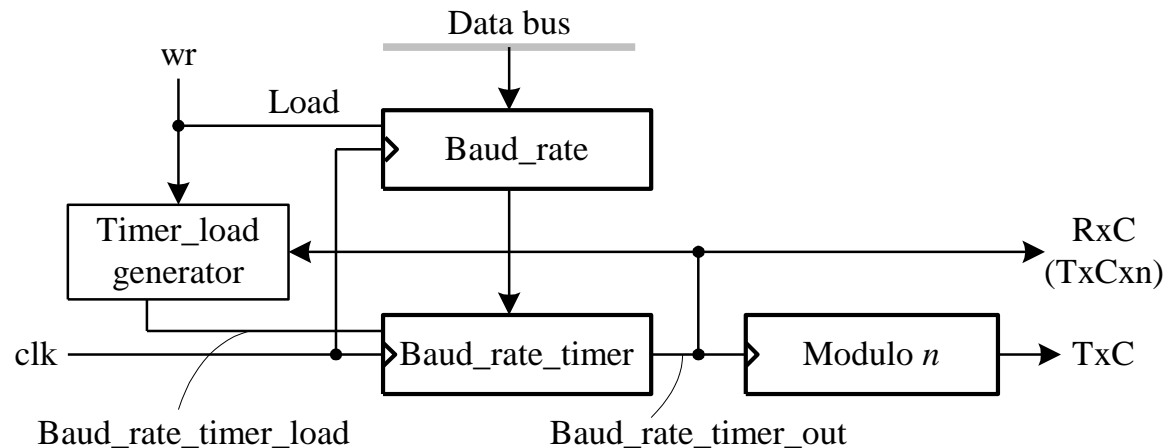 Data bus
wr
Load
Baud_rate
Timer_load
generator
RxC
(TxCxn)
clk
Baud_rate_timer
Modulo n
TxC
Baud_rate_timer_load
Baud_rate_timer_out